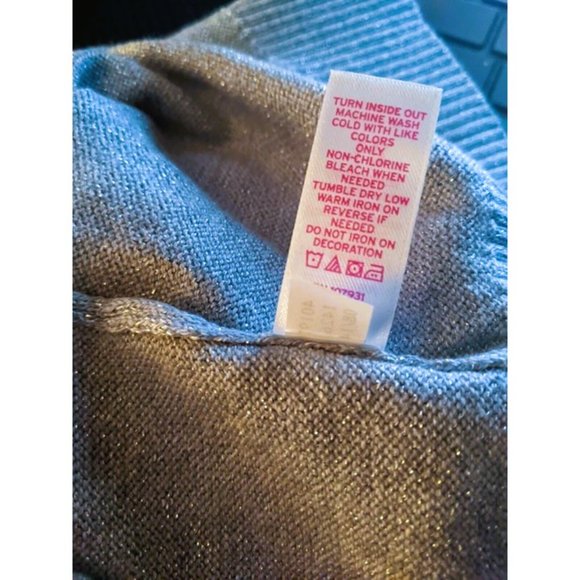 TURN INSIDE OUT
MACHINE WASH
COLD WITH LIKE
COLORS
ONLY
NON-CHLORINE
BLEACH WHEN
NEEDED
TUMBLE DRY LOW
WARM IRON ON
REVERSE IF
NEEDED
DO NOT IRON ON
DECORATION
107931